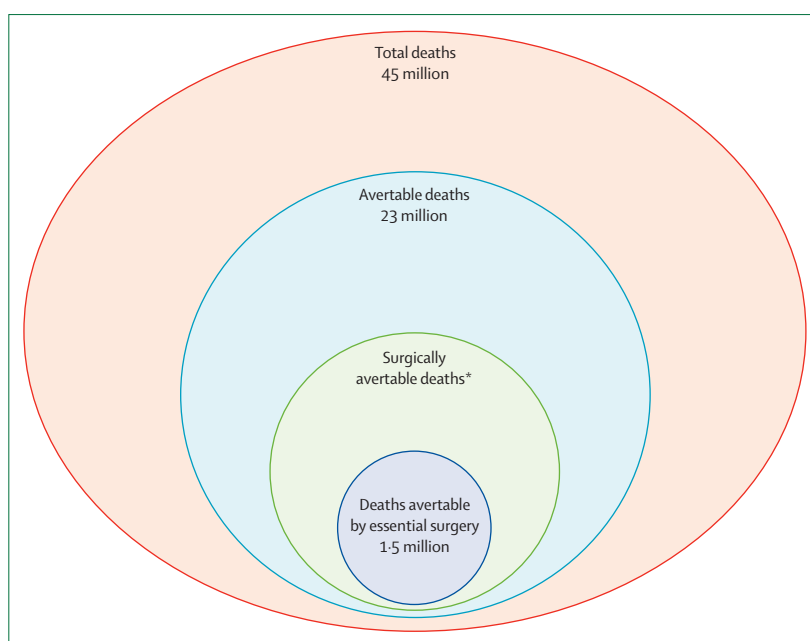 Total deaths
45 million
Avertable deaths
23 million
Surgically
avertable deaths*
Deaths avertable
by essential surgery
1·5 million